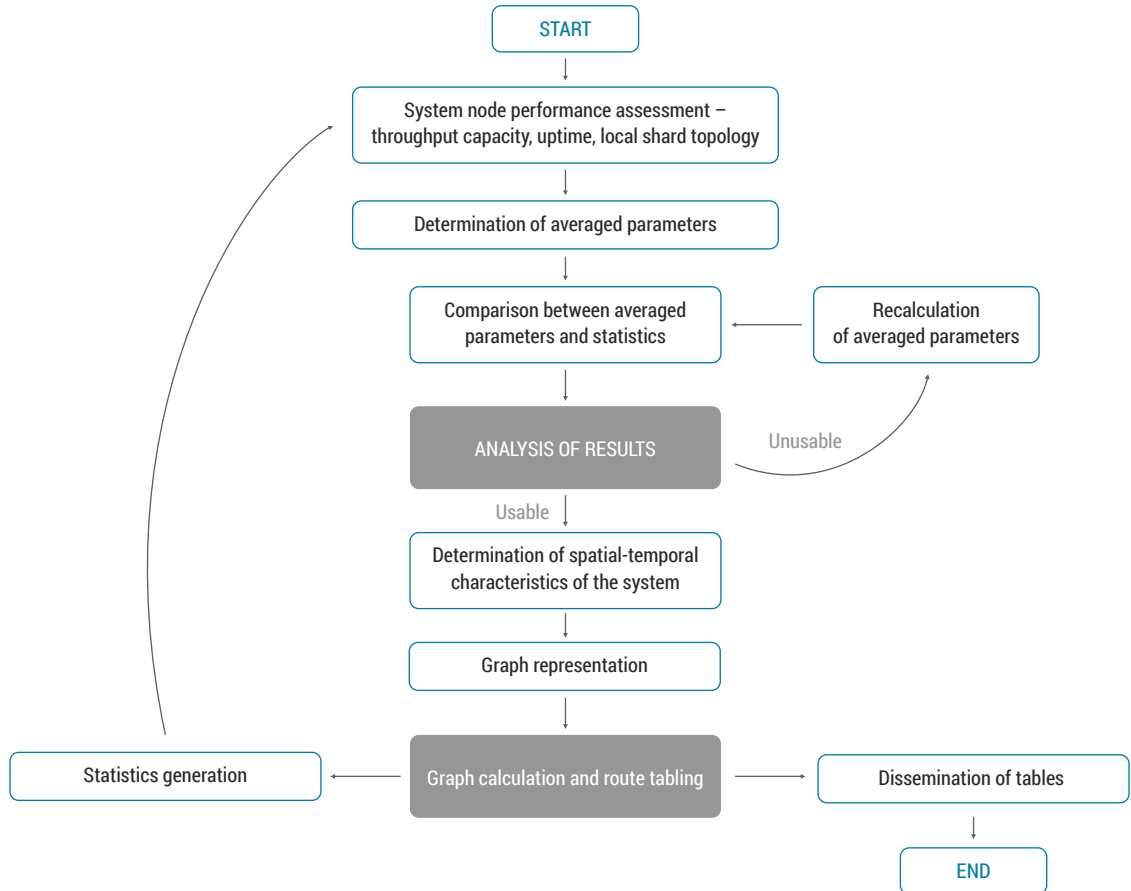 START
System node performance assessment –
throughput capacity, uptime, local shard topology
Determination of averaged parameters
Comparison between averaged
parameters and statistics
Recalculation
of averaged parameters
ANALYSIS OF RESULTS
Unusable
Usable
Determination of spatial-temporal
characteristics of the system
Graph representation
Statistics generation
Graph calculation and route tabling
Dissemination of tables
END